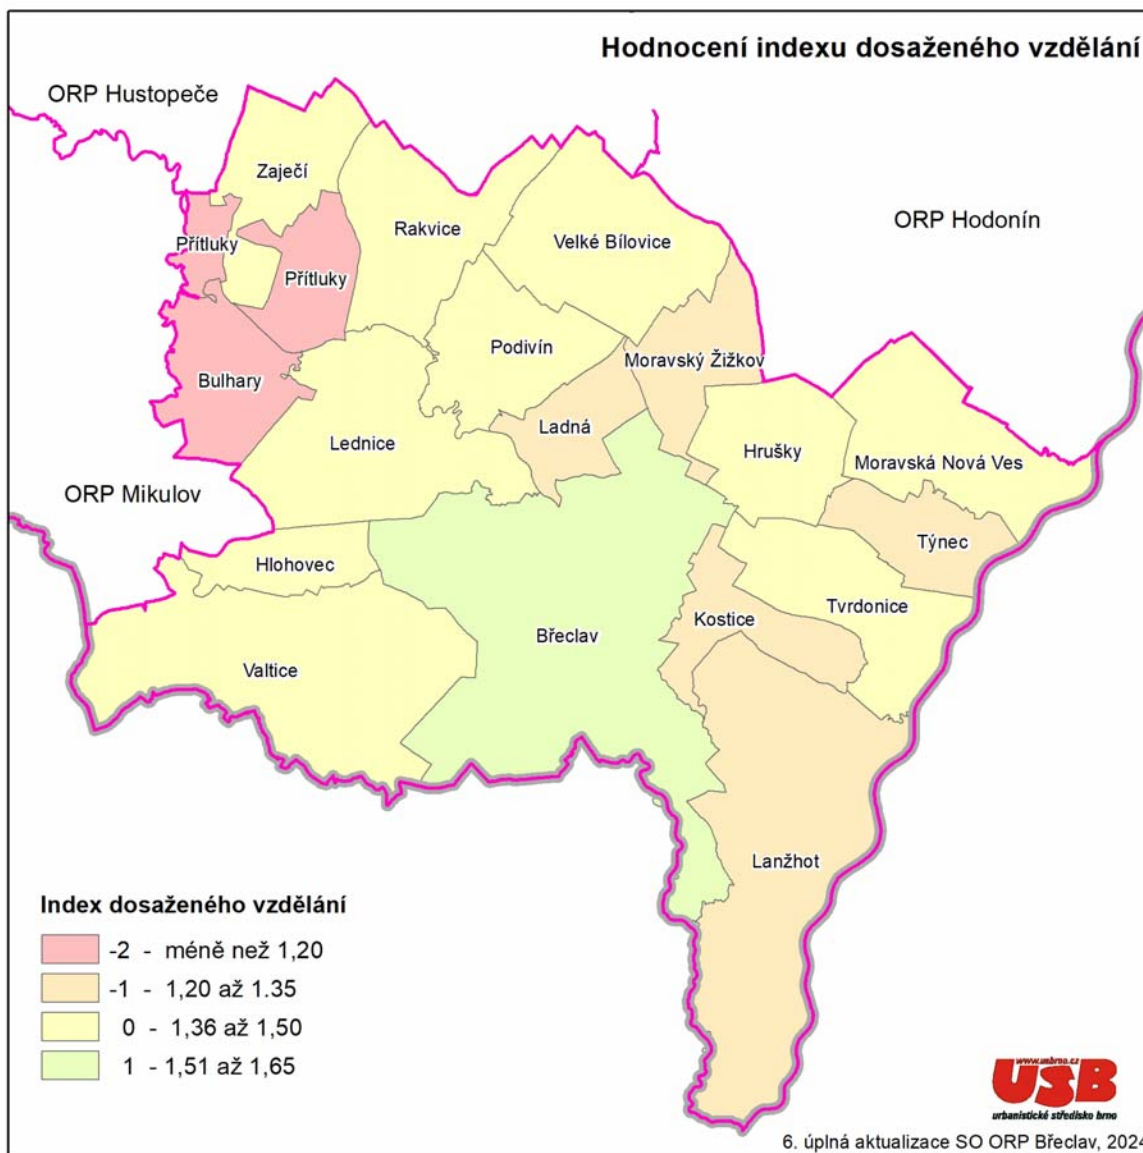 Hodnocení indexu dosaženého vzdělání
ORP Hustopeče
Zaječí
ORP Hodonín
Rakvice
Velké Bílovice
Přítluky
Přítluky
Podivín
Moravský Žižkov
Bulhary
Ladná
Lednice
Hrušky
Moravská Nová Ves
ORP Mikulov
Týnec
Hlohovec
Tvrdonice
Kostice
Břeclav
Valtice
Lanžhot
Index dosaženého vzdělání
-2 - méně než 1,20
-1 - 1,20 až 1.35
0 - 1,36 až 1,50
1 - 1,51 až 1,65
www.usbrno.cz
USB
urbanistické středisko brno
6. úplná aktualizace SO ORP Břeclav, 2024